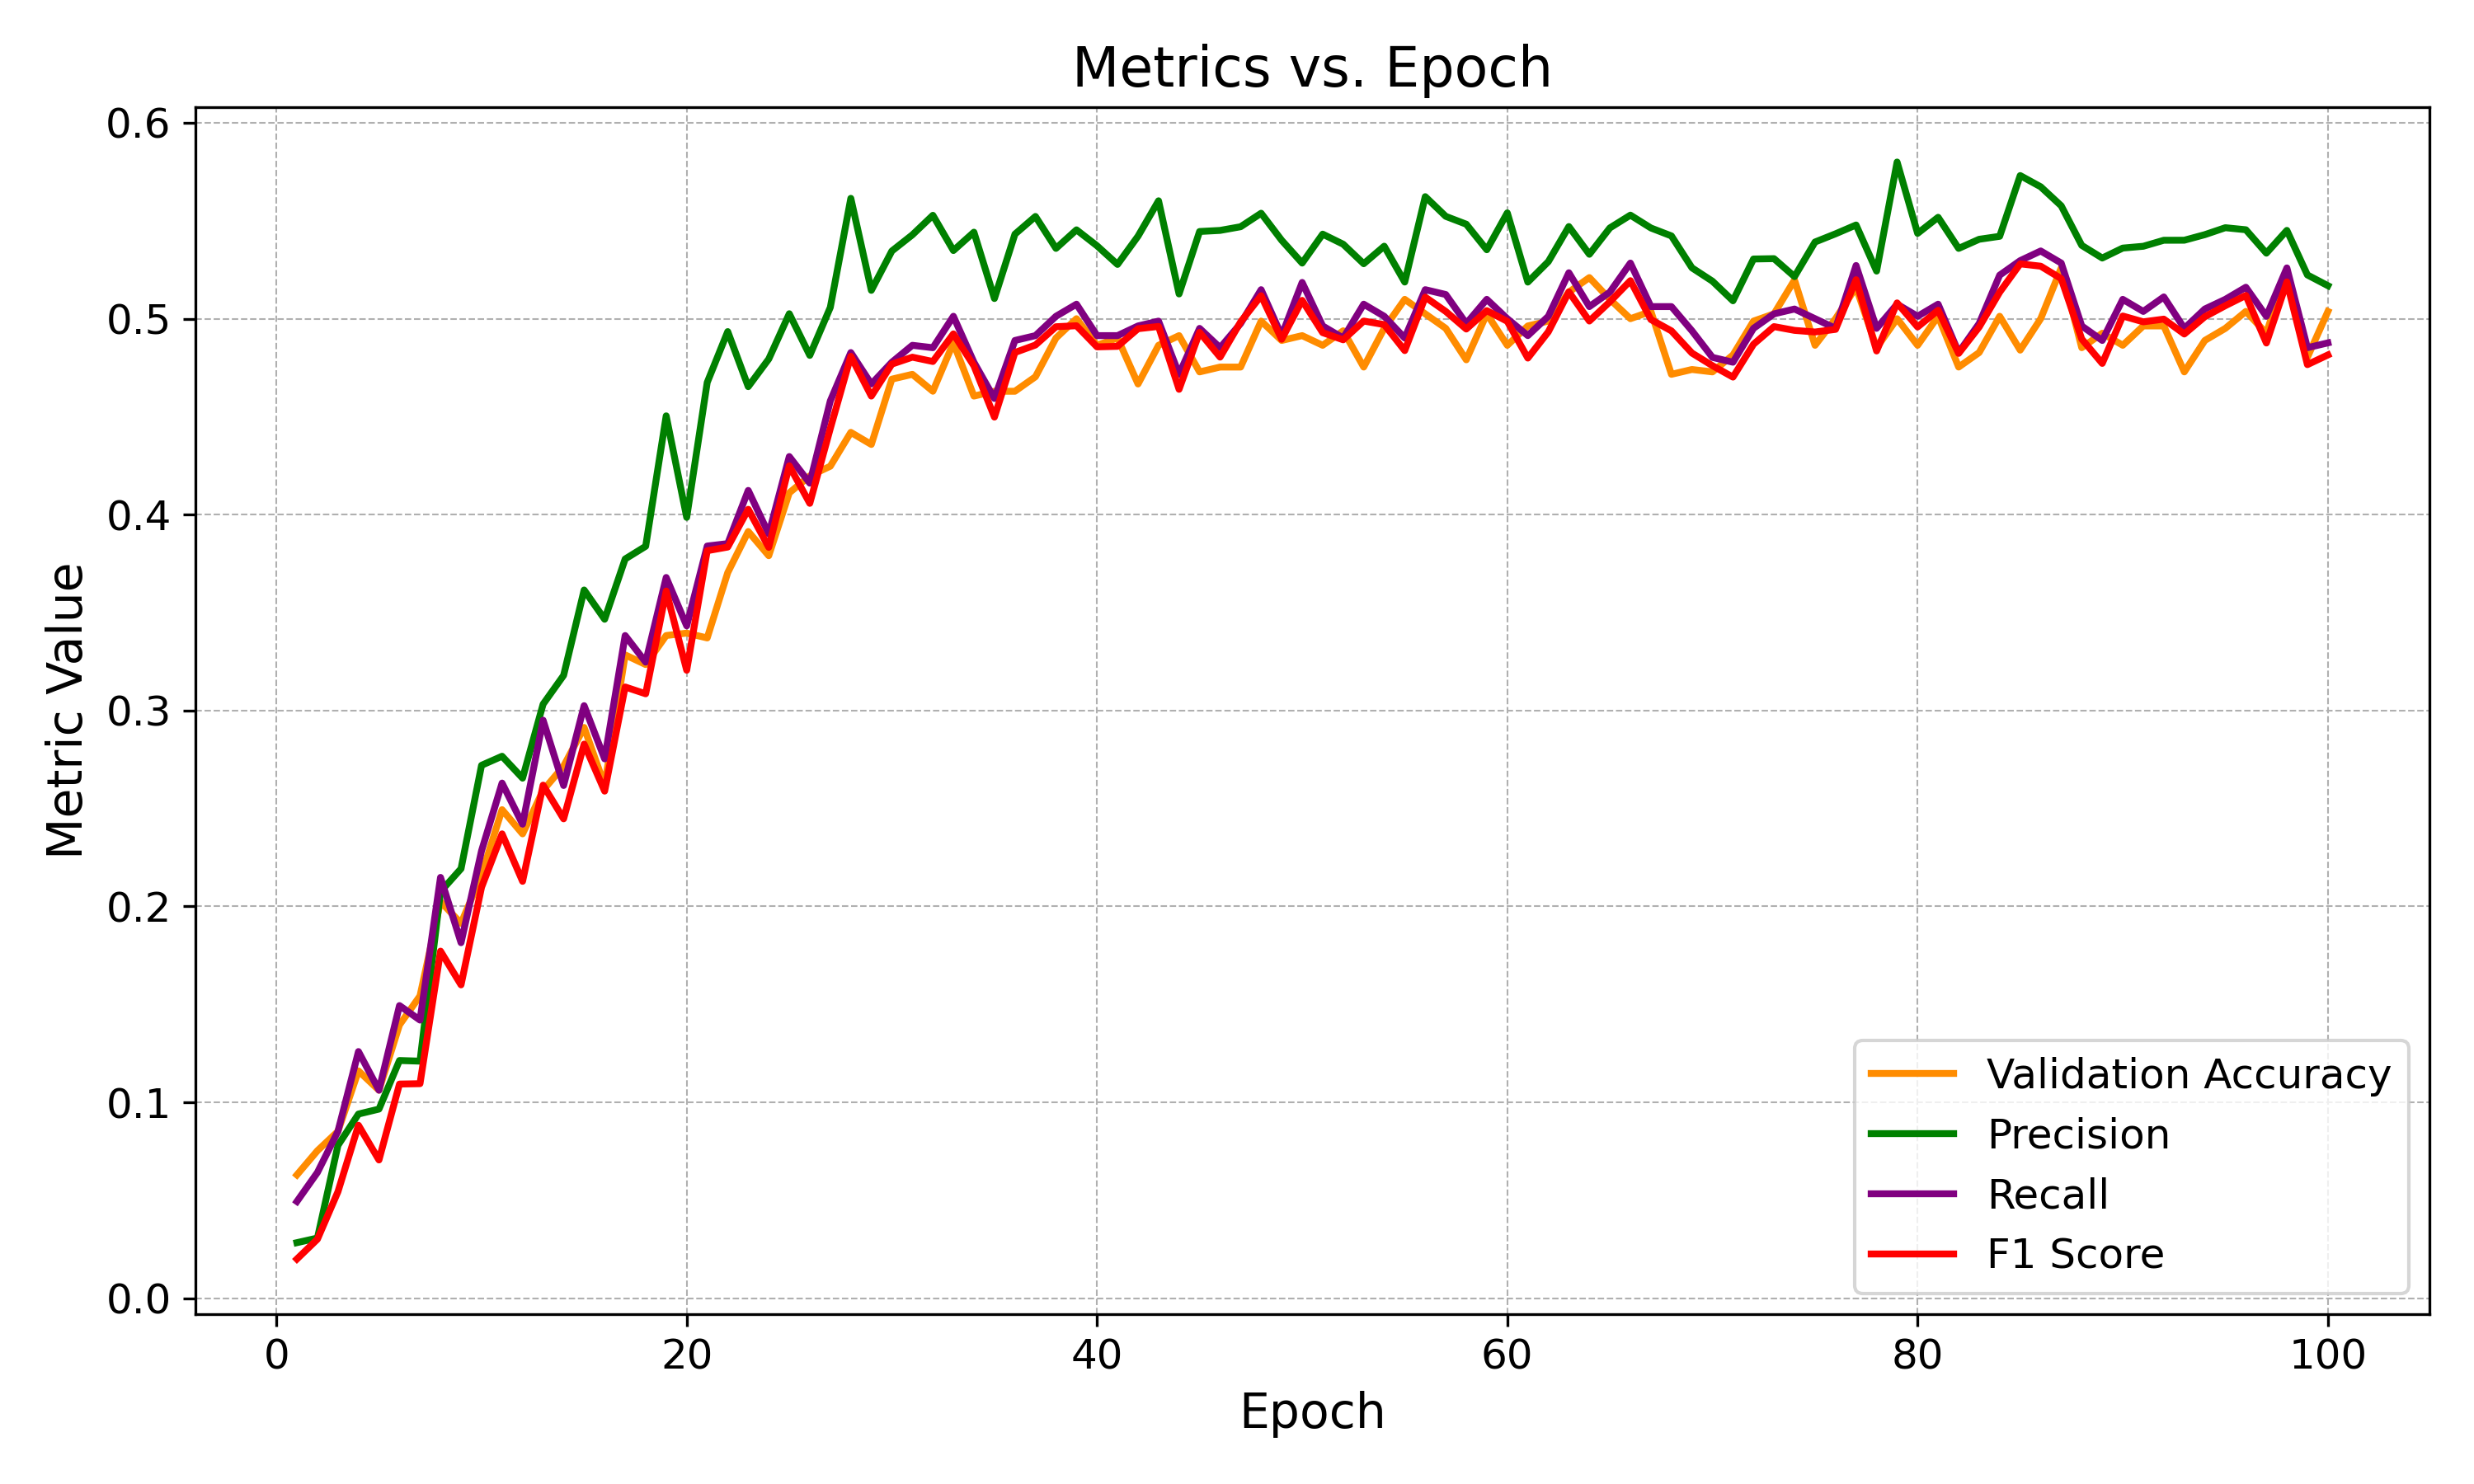 Metrics vs. Epoch
0.6
0.5
0.4
0.3
0.2
0.1
0.0
Metric Value
0 20 40 60 80 100
Epoch
Validation Accuracy
Precision
Recall
F1 Score